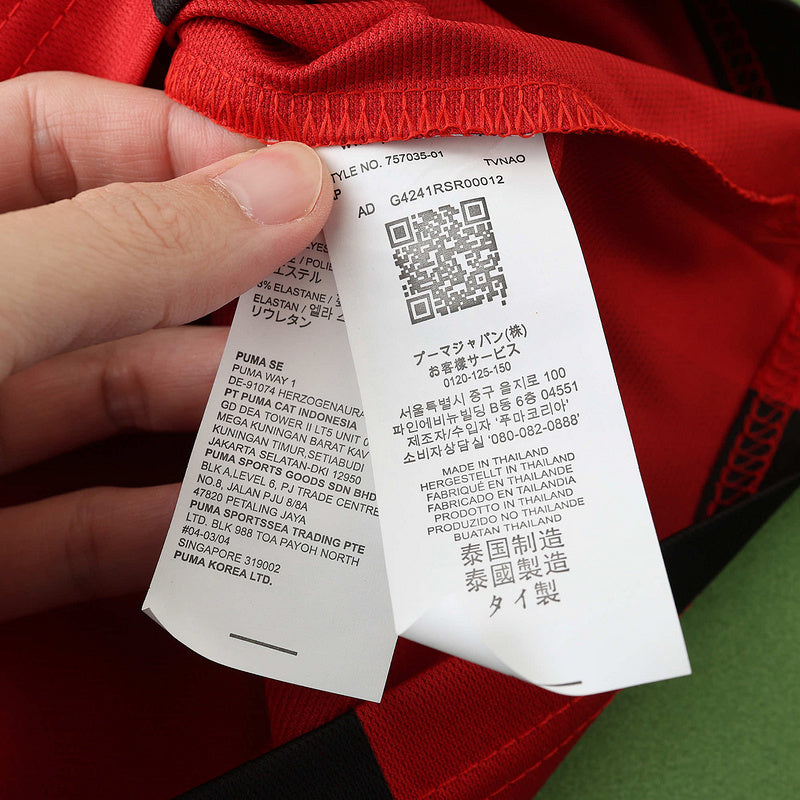 TYLE NO. 757035-01 TVNAO
AD G4241RSR00012
プーマジャパン(株)
お客様サービス
0120-125-150
서울특별시 중구 을지로 100
파인에비뉴빌딩 B동 6층 04551
제조자/수입자 '푸마코리아'
소비자상담실 '080-082-0888'
MADE IN THAILAND
HERGESTELLT IN THAILAND
FABRIQUÉ EN THAILANDE
FABRICADO EN TAILANDIA
PRODOTTO IN THAILANDIA
PRODUZIDO NO THAILANDE
BUATAN THAILAND
泰国制造
泰國製造
タイ製
/ POLIE
エステル
3% ELASTANE /
ELASTAN / 엘라
リウレタン
PUMA SE
PUMA WAY 1
DE-91074 HERZOGENAURA
PT PUMA CAT INDONESIA
GD DEA TOWER II LT5 UNIT 0
MEGA KUNINGAN BARAT KAV
KUNINGAN TIMUR,SETIABUDI
JAKARTA SELATAN-DKI 12950
PUMA SPORTS GOODS SDN BHD
BLK A,LEVEL 6, PJ TRADE CENTRE
NO.8, JALAN PJU 8/8A
47820 PETALING JAYA
PUMA SPORTSSEA TRADING PTE
LTD. BLK 988 TOA PAYOH NORTH
#04-03/04
SINGAPORE 319002
PUMA KOREA LTD.